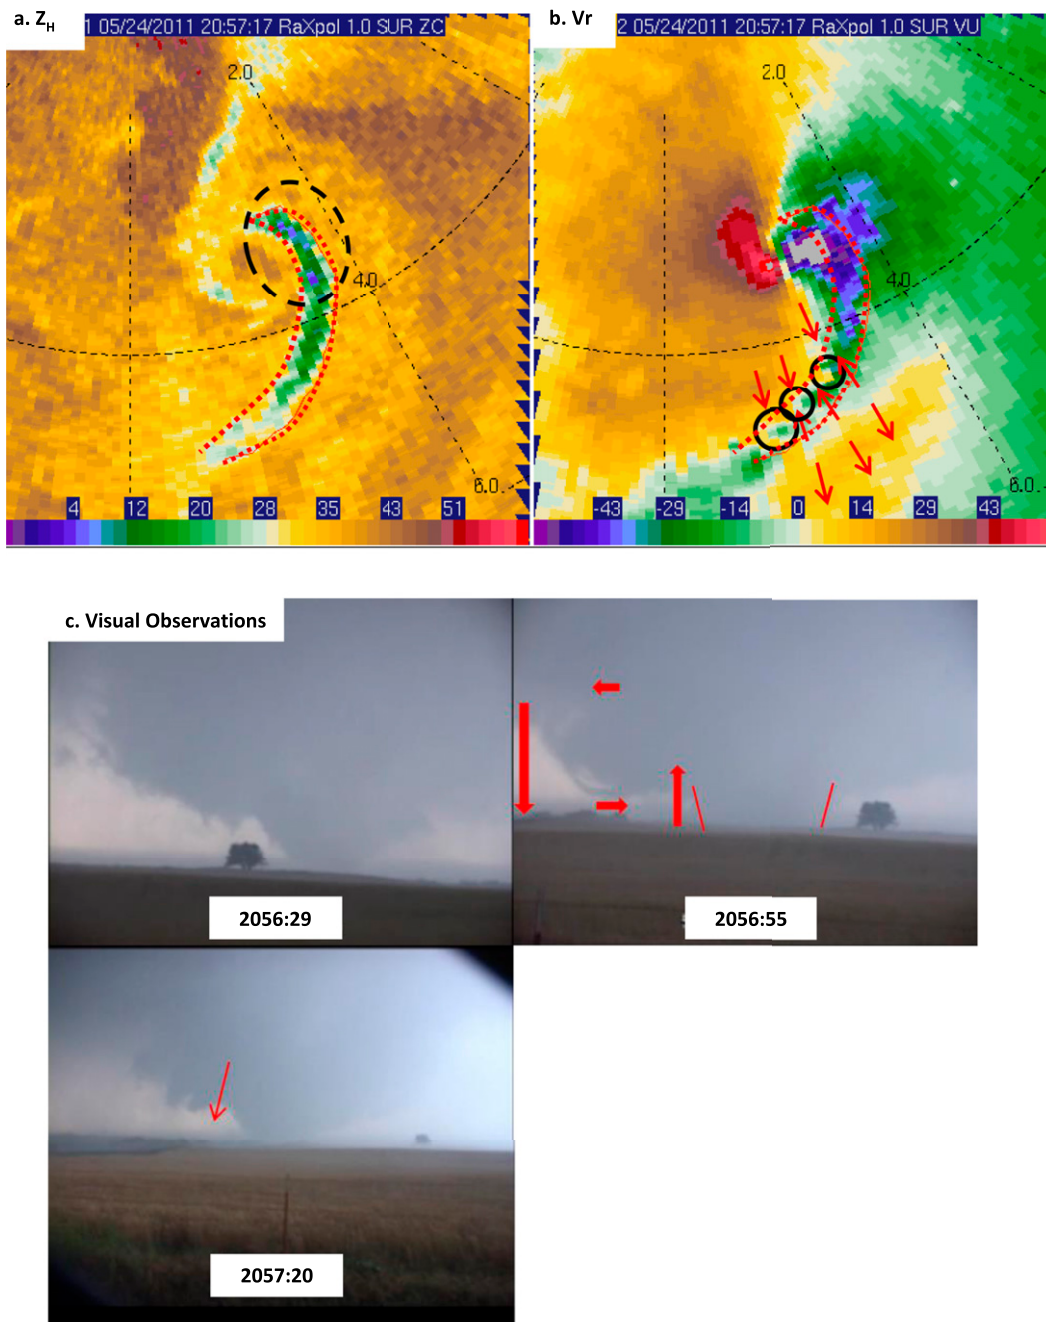 a. ZH
1 05/24/2011 20:57:17 RaXpol 1.0 SUR ZC
2.0
4.0
6.0
4 12 20 28 35 43 51
b. Vr
2 05/24/2011 20:57:17 RaXpol 1.0 SUR VU
2.0
4.0
6.0
-43 -29 -14 0 14 29 43
c. Visual Observations
2056:29
2056:55
2057:20